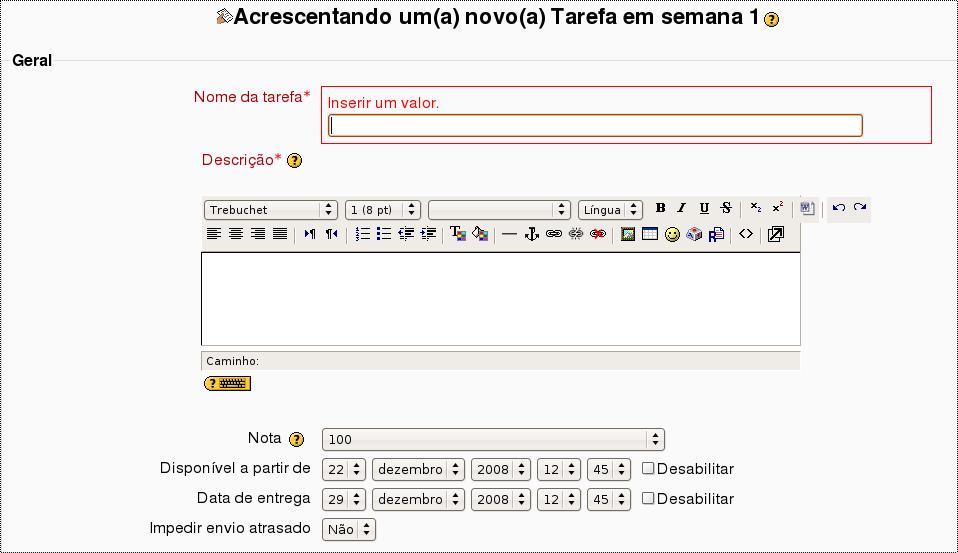 Acrescentando um(a) novo(a) Tarefa em semana 1 ?
Geral
Nome da tarefa* Inserir um valor.
Descrição* ?
Trebuchet 1 (8 pt) Língua B I U S x2 x2
Caminho:
?
Nota ? 100
Disponível a partir de 22 dezembro 2008 12 45 Desabilitar
Data de entrega 29 dezembro 2008 12 45 Desabilitar
Impedir envio atrasado Não